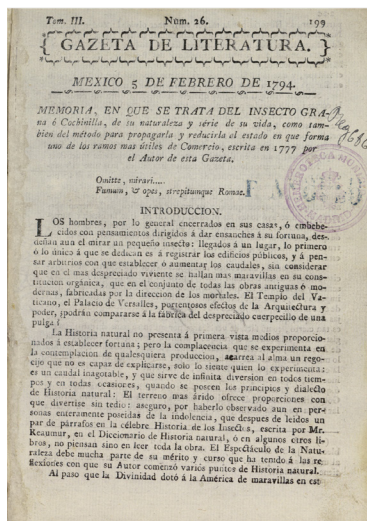 Tom. III. Num. 26. 199
{ GAZETA DE LITERATURA. }
MEXICO 5 DE FEBRERO DE 1794.
MEMORIA, EN QUE SE TRATA DEL INSECTO GRA-
na ó Cochinilla, de su naturaleza y série de su vida, como tam-
bien del método para propagarla y reducirla al estado en que forma
uno de los ramos mas útiles de Comercio, escrita en 1777 por
el Autor de esta Gazeta.
Omitte, mirari....
Fumum, & opes, strepitumque Romæ.
INTRODUCCION.
LOS hombres, por lo general encerrados en sus casas, ó embebe-
cidos con pensamientos dirigidos á dar ensanches á su fortuna, des-
deñan aun el mirar un pequeño insecto: llegados á un lugar, lo primero
ó lo único á que se dedican es á registrar los edificios públicos, y á pen-
sar arbitrios con que establecer ó aumentar los caudales, sin considerar
que en el mas despreciado viviente se hallan mas maravillas en su cons-
titucion orgánica, que en el conjunto de todas las obras antiguas ó mo-
dernas, fabricadas por la direccion de los mortales. El Templo del Va-
ticano, el Palacio de Versalles, portentosos efectos de la Arquitectura y
poder, ¿podrán compararse á la fábrica del despreciado cuerpecillo de una
pulga?
La Historia natural no presenta á primera vista medios proporcio-
nados á establecer fortuna; pero la complacencia que se experimenta en
la contemplacion de qualesquiera produccion, acarrea al alma un rego-
cijo que no es capaz de explicarse, solo lo siente quien lo experimenta:
es un caudal inagotable, y que sirve de infinita diversion en todos tiem-
pos y en todas ocasiones, quando se poseen los principios y dialecto
de Historia natural: El terreno mas árido ofrece proporciones con
que divertirse sin tedio: aseguro, por haberlo observado aun en per-
sonas enteramente poseidas de la indolencia, que despues de leidos un
par de párrafos en la célebre Historia de los Insectos, escrita por Mr.
Reaumur, en el Diccionario de Historia natural, ó en algunos otros li-
bros, no piensan sino en leer toda la obra. El Espectáculo de la Natu-
raleza debe mucha parte de su mérito y curso que ha tenido á las re-
flexiones con que su Autor comenzó varios puntos de Historia natural.
Al paso que la Divinidad dotó á la América de maravillas en est